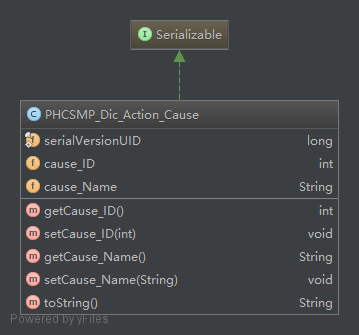 I Serializable
C PHCSMP_Dic_Action_Cause
f serialVersionUID long
f cause_ID int
f cause_Name String
m getCause_ID() int
m setCause_ID(int) void
m getCause_Name() String
m setCause_Name(String) void
m toString() String
Powered by yFiles